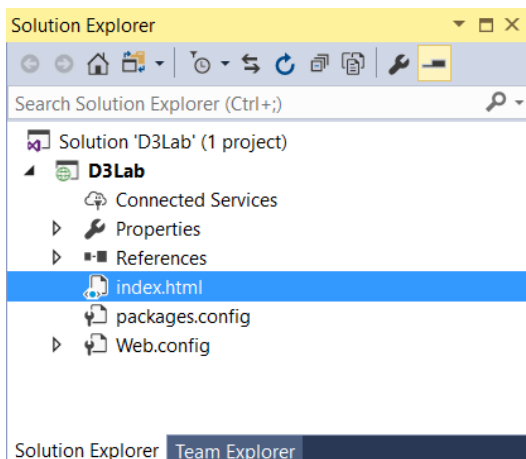 Solution Explorer
Search Solution Explorer (Ctrl+;)
Solution 'D3Lab' (1 project)
D3Lab
Connected Services
Properties
References
index.html
packages.config
Web.config
Solution Explorer Team Explorer